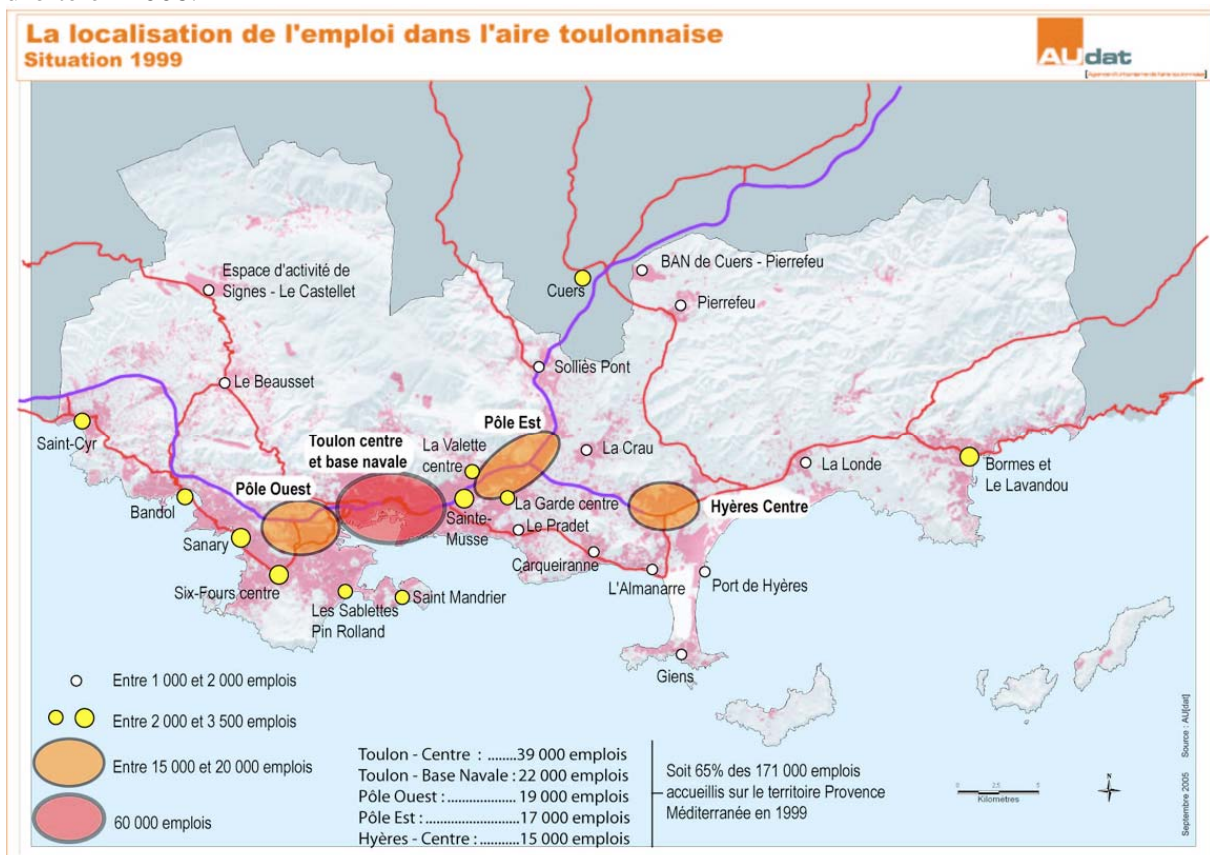 La localisation de l'emploi dans l'aire toulonnaise
Situation 1999
AUdat
Espace d'activité de
Signes - Le Castellet
Cuers
BAN de Cuers - Pierrefeu
Pierrefeu
Solliès Pont
Le Beausset
Pôle Est
Saint-Cyr
Toulon centre
et base navale
La Valette
centre
La Crau
La Londe
Bormes et
Le Lavandou
Pôle Ouest
Bandol
La Garde centre
Hyères Centre
Sainte-
Musse
Le Pradet
Sanary
Carqueiranne
L'Almanarre
Port de Hyères
Six-Fours centre
Les Sablettes
Pin Rolland
Saint Mandrier
Giens
Entre 1 000 et 2 000 emplois
Entre 2 000 et 3 500 emplois
Entre 15 000 et 20 000 emplois
60 000 emplois
Toulon - Centre : ........39 000 emplois
Toulon - Base Navale : 22 000 emplois
Pôle Ouest : ................. 19 000 emplois
Pôle Est : ..................... 17 000 emplois
Hyères - Centre : ..........15 000 emplois
Soit 65% des 171 000 emplois
accueillis sur le territoire Provence
Méditerranée en 1999
0 2.5 5
Kilomètres
N
Septembre 2005 Source : AU[dat]